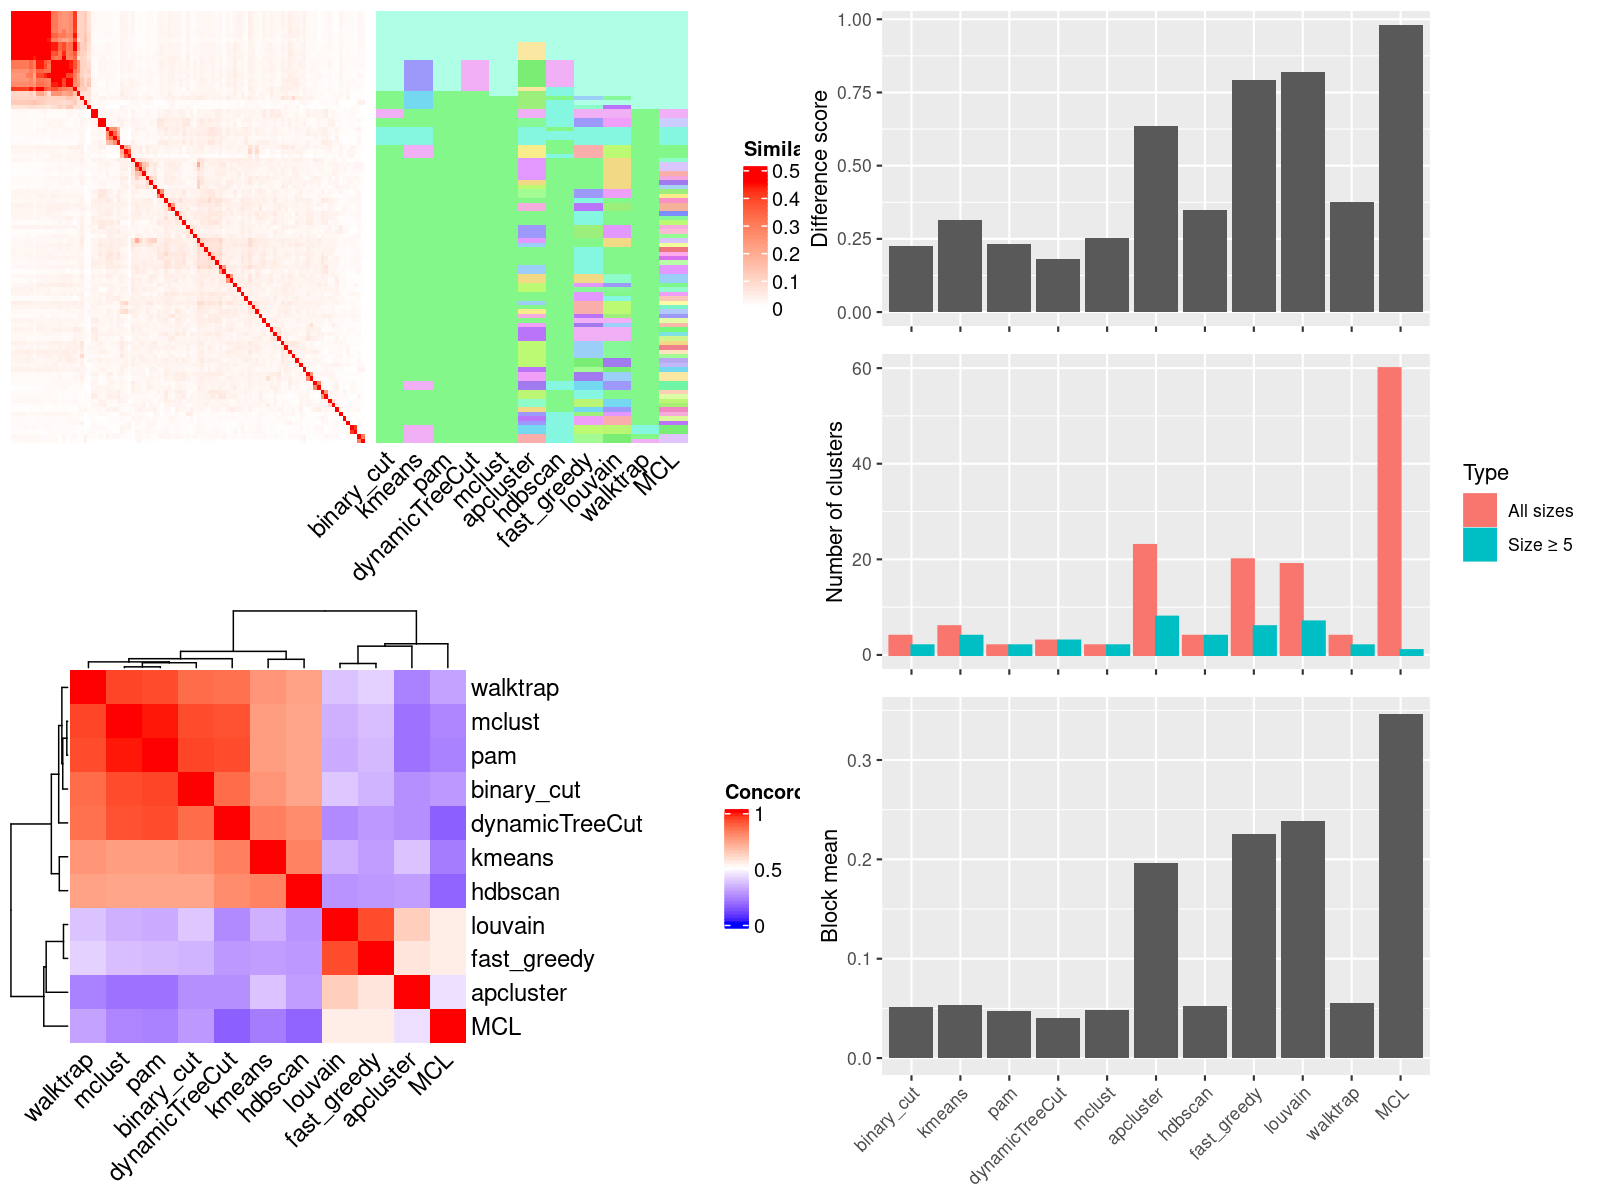 Simila
0.5
0.4
0.3
0.2
0.1
0
binary_cut
kmeans
pam
dynamicTreeCut
mclust
apcluster
hdbscan
fast_greedy
louvain
walktrap
MCL
walktrap
mclust
pam
binary_cut
dynamicTreeCut
kmeans
hdbscan
louvain
fast_greedy
apcluster
MCL
walktrap
mclust
pam
binary_cut
dynamicTreeCut
kmeans
hdbscan
louvain
fast_greedy
apcluster
MCL
Concord
1
0.5
0
Difference score
1.00
0.75
0.50
0.25
0.00
Number of clusters
60
40
20
0
Type
All sizes
Size ≥ 5
Block mean
0.3
0.2
0.1
0.0
binary_cut
kmeans
pam
dynamicTreeCut
mclust
apcluster
hdbscan
fast_greedy
louvain
walktrap
MCL